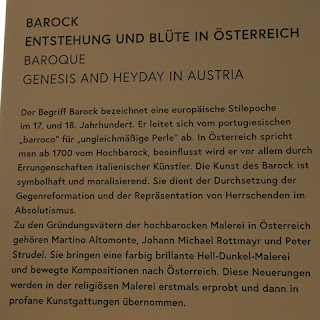 BAROCK
ENTSTEHUNG UND BLÜTE IN ÖSTERREICH
BAROQUE
GENESIS AND HEYDAY IN AUSTRIA
Der Begriff Barock bezeichnet eine europäische Stilepoche
im 17. und 18. Jahrhundert. Er leitet sich vom portugiesischen
„barroco“ für „ungleichmäßige Perle“ ab. In Österreich spricht
man ab 1700 vom Hochbarock, beeinflusst wird er vor allem durch
Errungenschaften italienischer Künstler. Die Kunst des Barock ist
symbolhaft und moralisierend. Sie dient der Durchsetzung der
Gegenreformation und der Repräsentation von Herrschenden im
Absolutismus.
Zu den Gründungsvätern der hochbarocken Malerei in Österreich
gehören Martino Altomonte, Johann Michael Rottmayr und Peter
Strudel. Sie bringen eine farbig brillante Hell-Dunkel-Malerei
und bewegte Kompositionen nach Österreich. Diese Neuerungen
werden in der religiösen Malerei erstmals erprobt und dann in
profane Kunstgattungen übernommen.